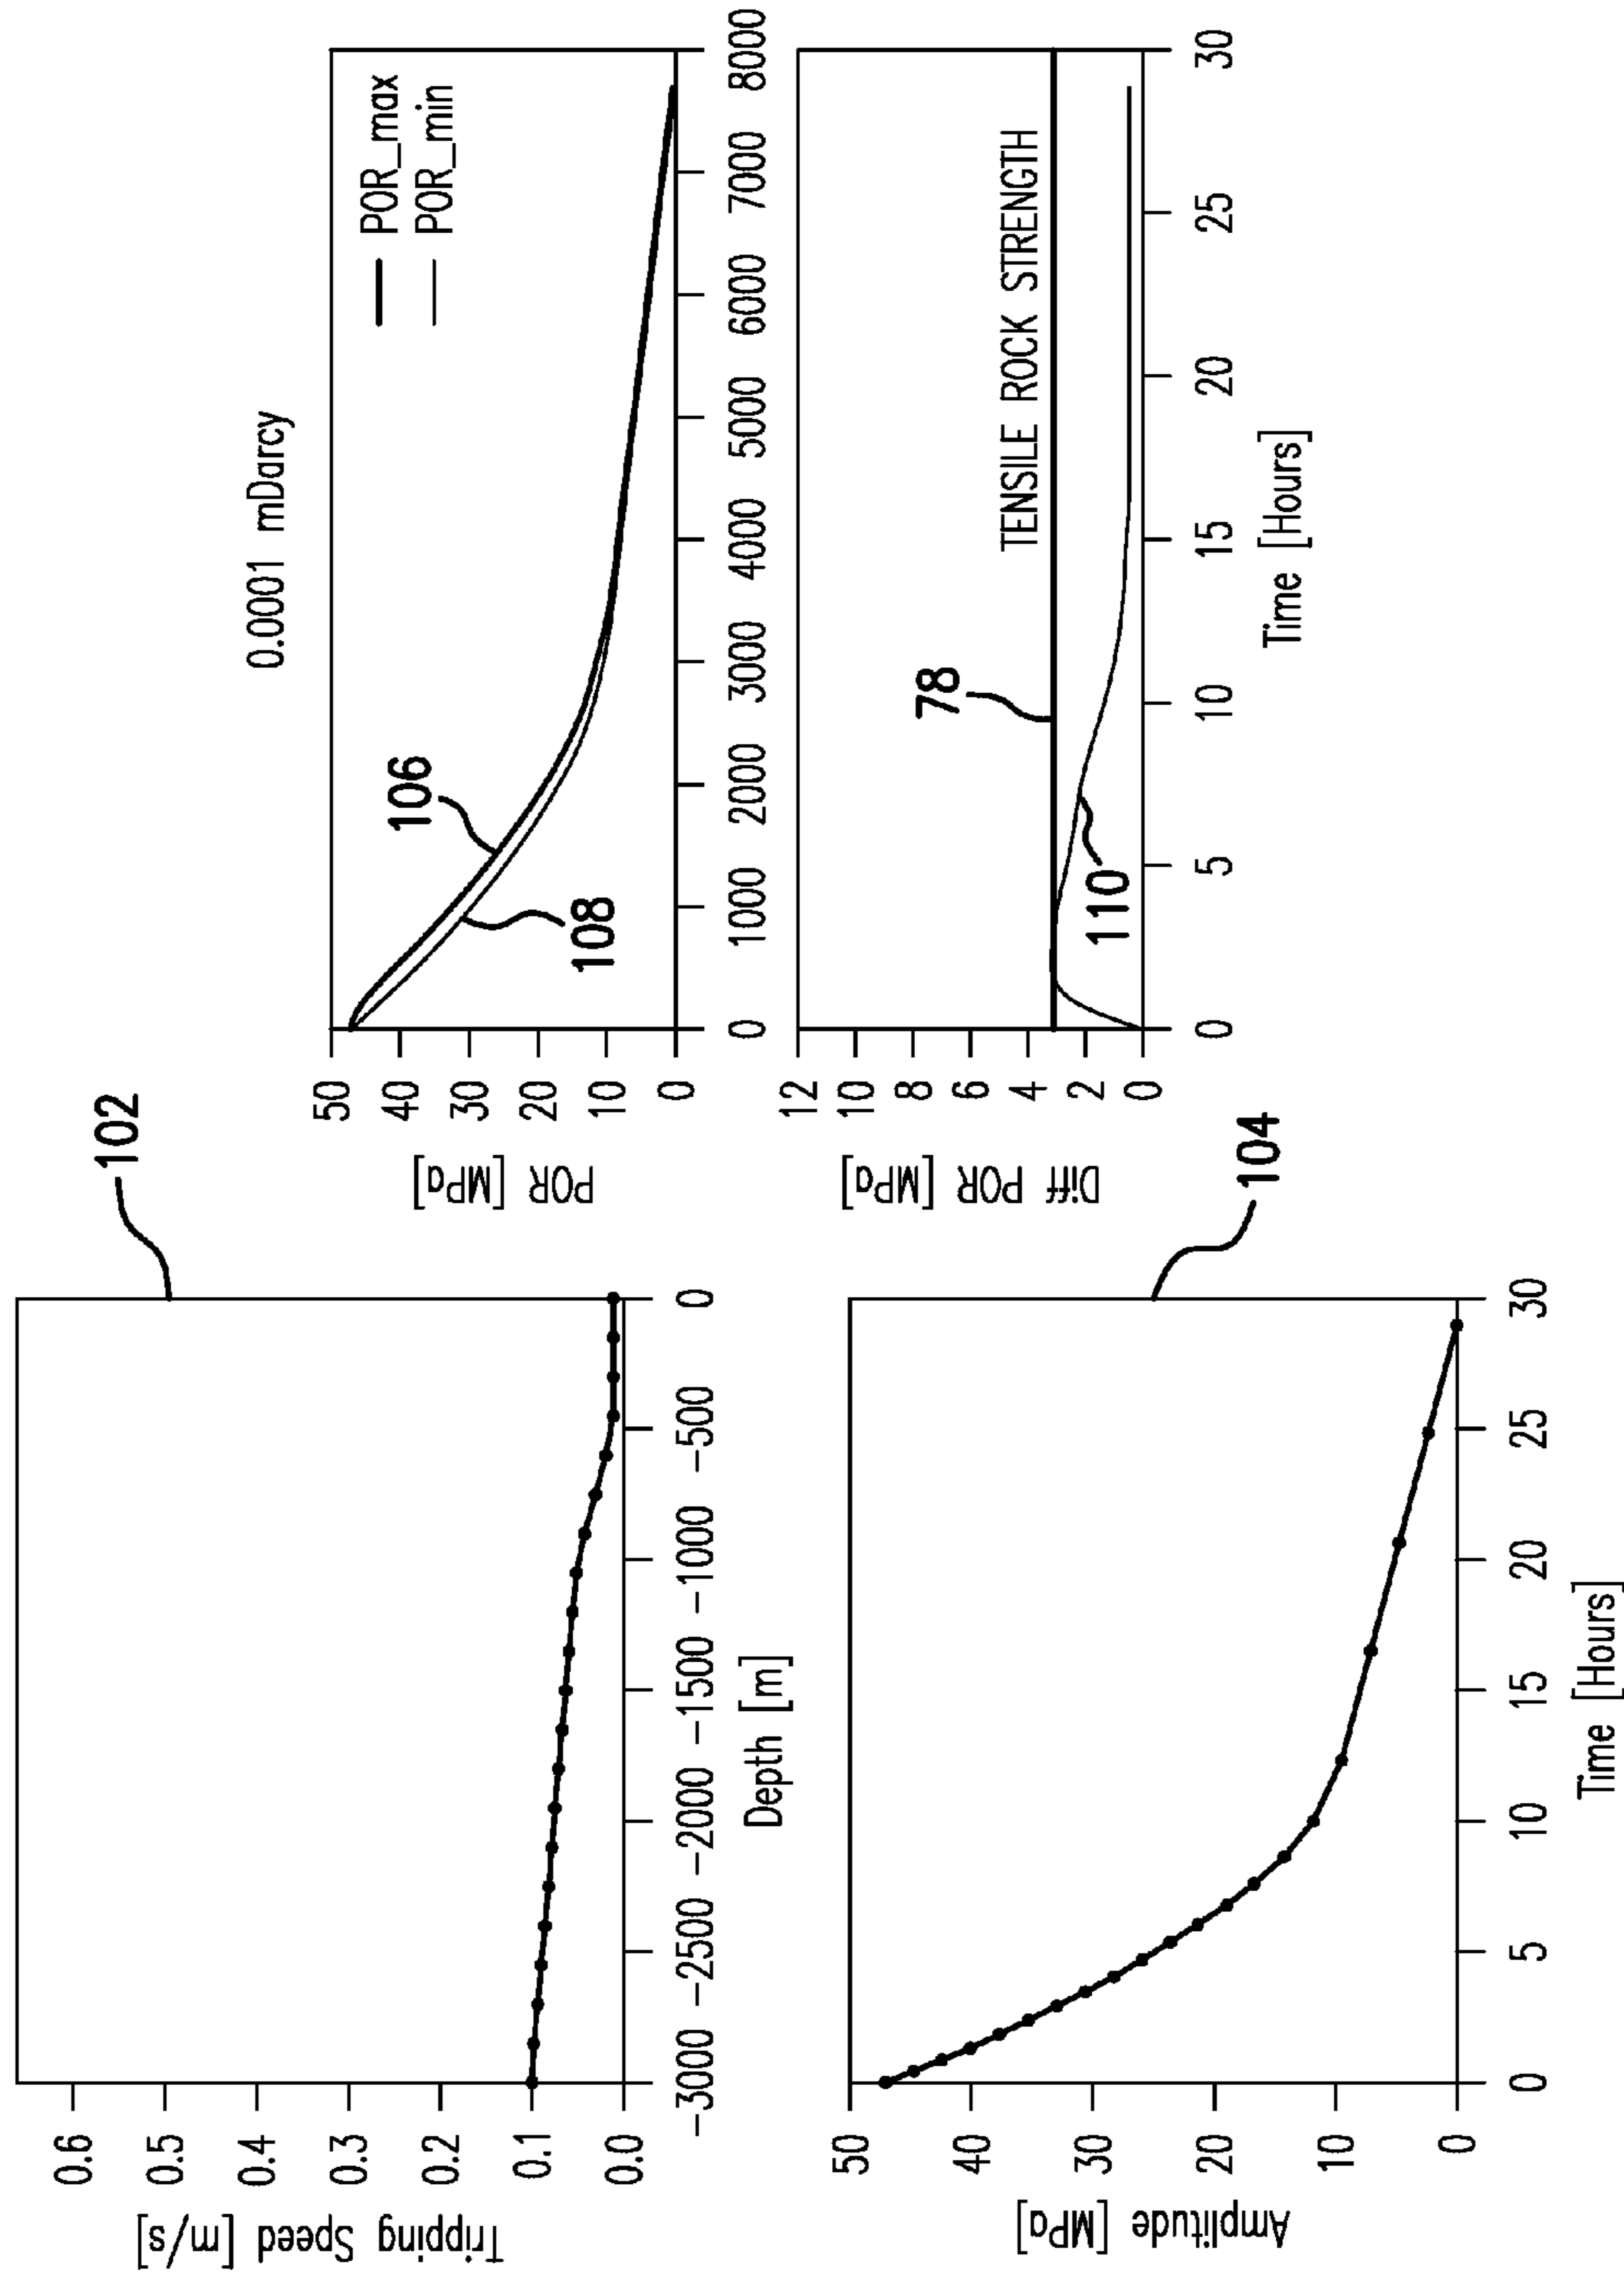 102
0.6
0.5
0.4
0.3
0.2
0.1
0.0
Tripping Speed [m/s]
-3000 -2500 -2000 -1500 -1000 -500 0
Depth [m]
104
50
40
30
20
10
0
Amplitude [MPa]
0 5 10 15 20 25 30
Time [Hours]
0.0001 mDarcy
POR_max
POR_min
106
108
50
40
30
20
10
0
POR [MPa]
0 1000 2000 3000 4000 5000 6000 7000 8000
TENSILE ROCK STRENGTH
78
110
12
10
8
6
4
2
0
Diff POR [MPa]
0 5 10 15 20 25 30
Time [Hours]